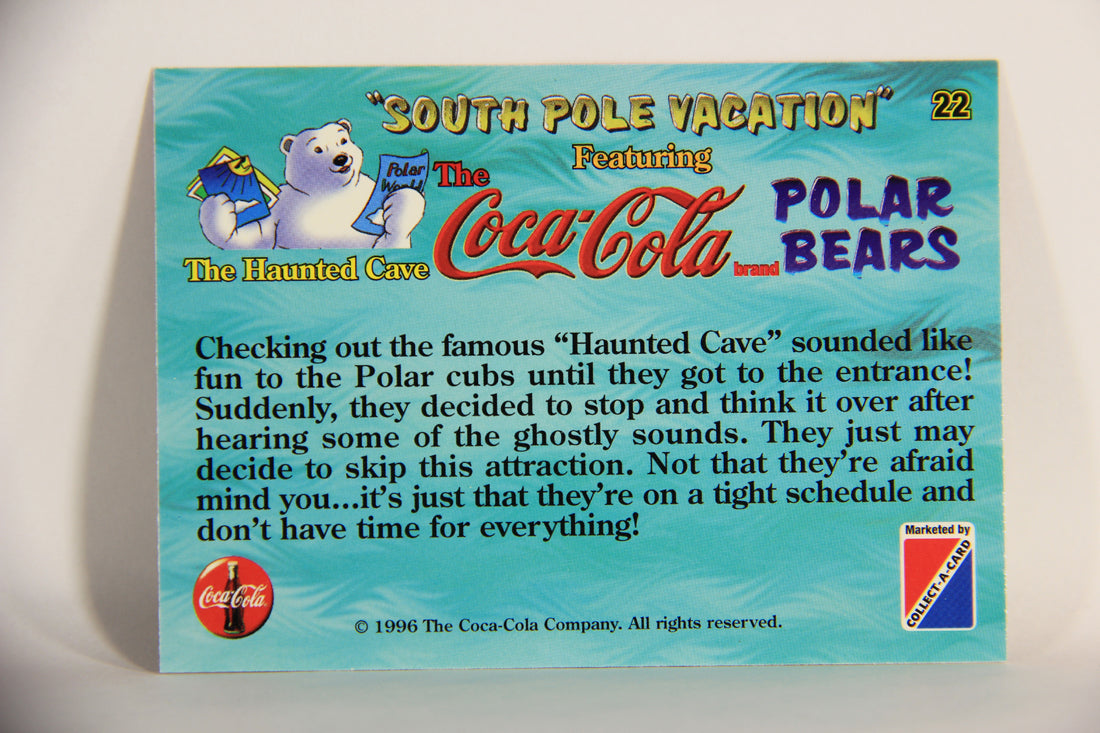 "SOUTH POLE VACATION"
22
Featuring
Polar World
The
Coca-Cola
brand
POLAR
BEARS
The Haunted Cave
Checking out the famous “Haunted Cave” sounded like
fun to the Polar cubs until they got to the entrance!
Suddenly, they decided to stop and think it over after
hearing some of the ghostly sounds. They just may
decide to skip this attraction. Not that they’re afraid
mind you...it’s just that they’re on a tight schedule and
don’t have time for everything!
Marketed by
COLLECT-A-CARD
Coca-Cola
© 1996 The Coca-Cola Company. All rights reserved.